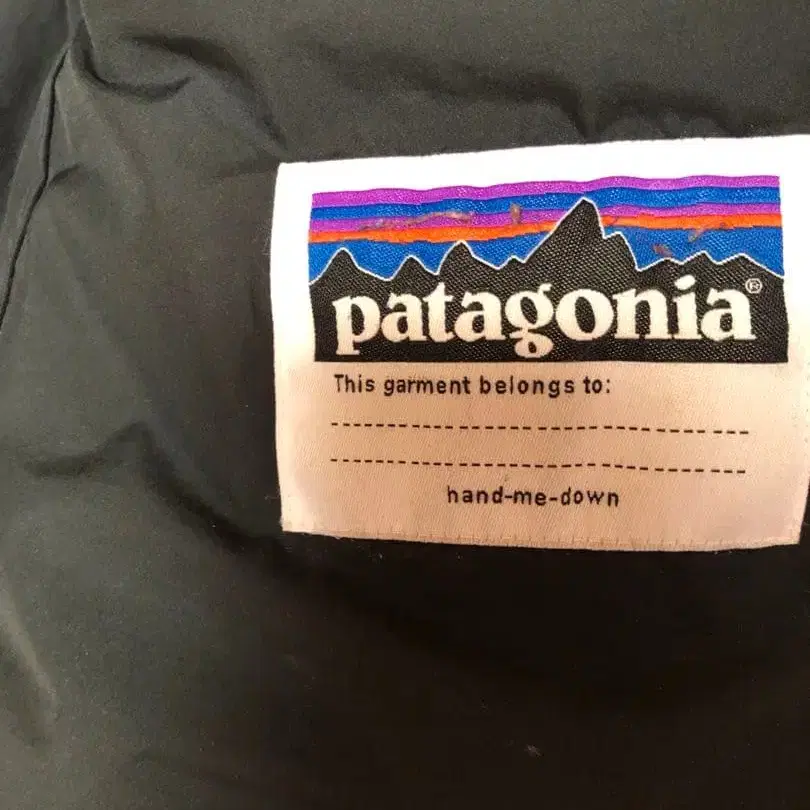 patagonia®
This garment belongs to:
hand-me-down